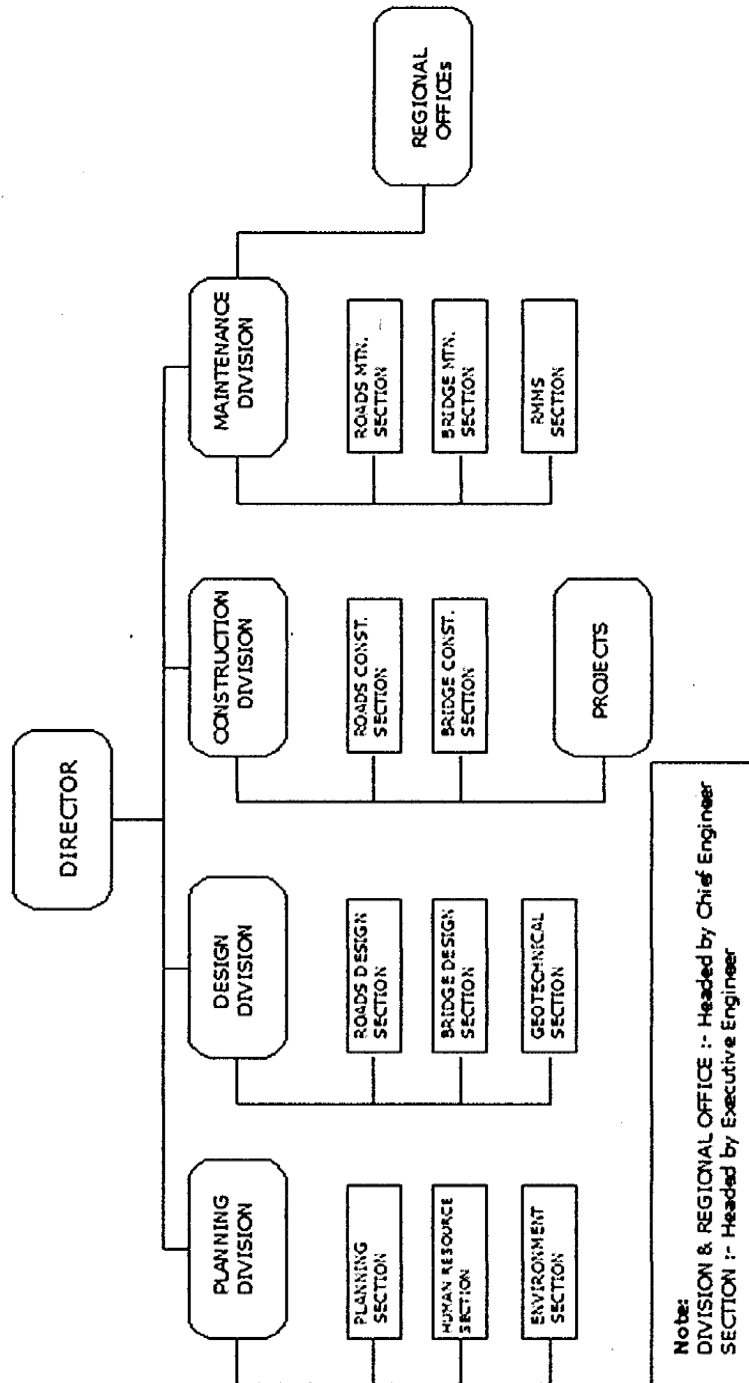 DIRECTOR
PLANNING
DIVISION
DESIGN
DIVISION
CONSTRUCTION
DIVISION
MAINTENANCE
DIVISION
REGIONAL
OFFICEs
PLANNING
SECTION
HUMAN RESOURCE
SECTION
ENVIRONMENT
SECTION
ROADS DESIGN
SECTION
BRIDGE DESIGN
SECTION
GEOTECHNICAL
SECTION
ROADS CONST.
SECTION
BRIDGE CONST.
SECTION
PROJECTS
ROADS MTN.
SECTION
BRIDGE MTN.
SECTION
RMMS
SECTION
Note:
DIVISION & REGIONAL OFFICE :- Headed by Chief Engineer
SECTION :- Headed by Executive Engineer